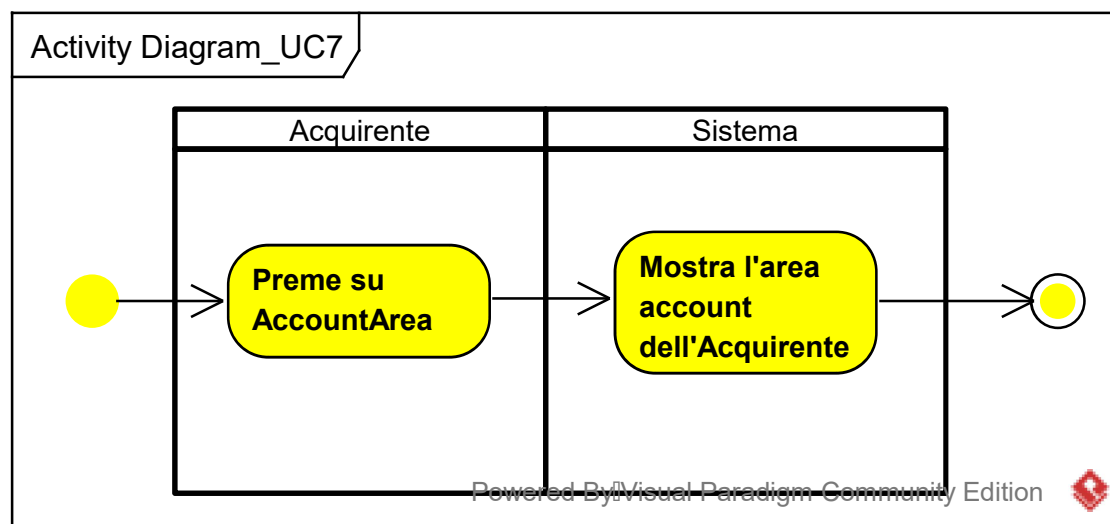 Activity Diagram_UC7
Acquirente
Sistema
Preme su
AccountArea
Mostra l'area
account
dell'Acquirente
Powered By Visual Paradigm Community Edition